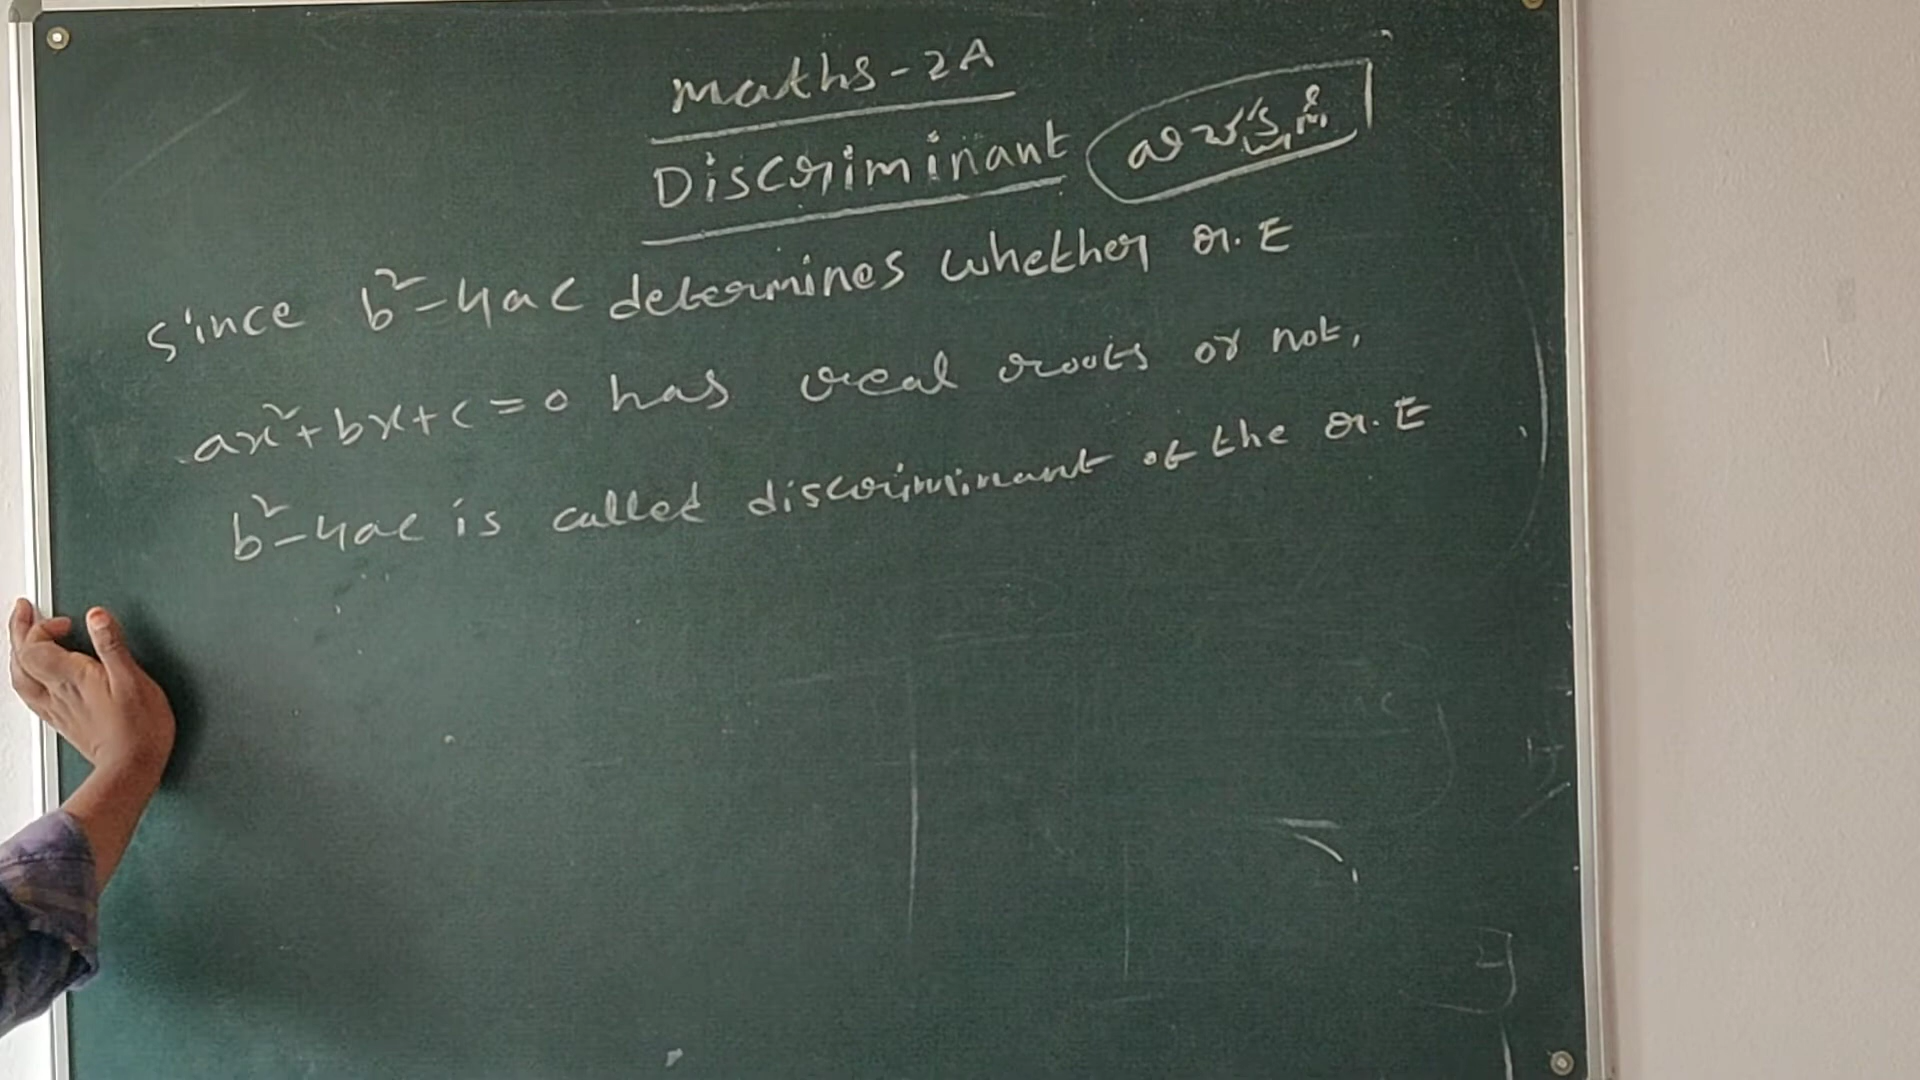 maths-2A
Discriminant
since b²-4ac determines whether Q.E
ax²+bx+c=0 has real roots or not,
b²-4ac is called discriminant of the Q.E